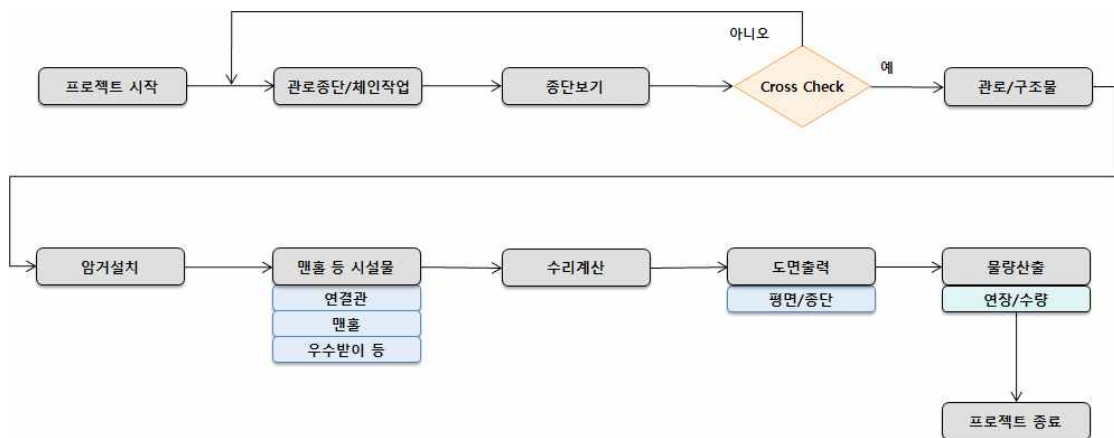 아니오
프로젝트 시작
관로종단/체인작업
종단보기
Cross Check
예
관로/구조물
암거설치
맨홀 등 시설물
수리계산
도면출력
물량산출
연결관
평면/종단
연장/수량
맨홀
우수받이 등
프로젝트 종료